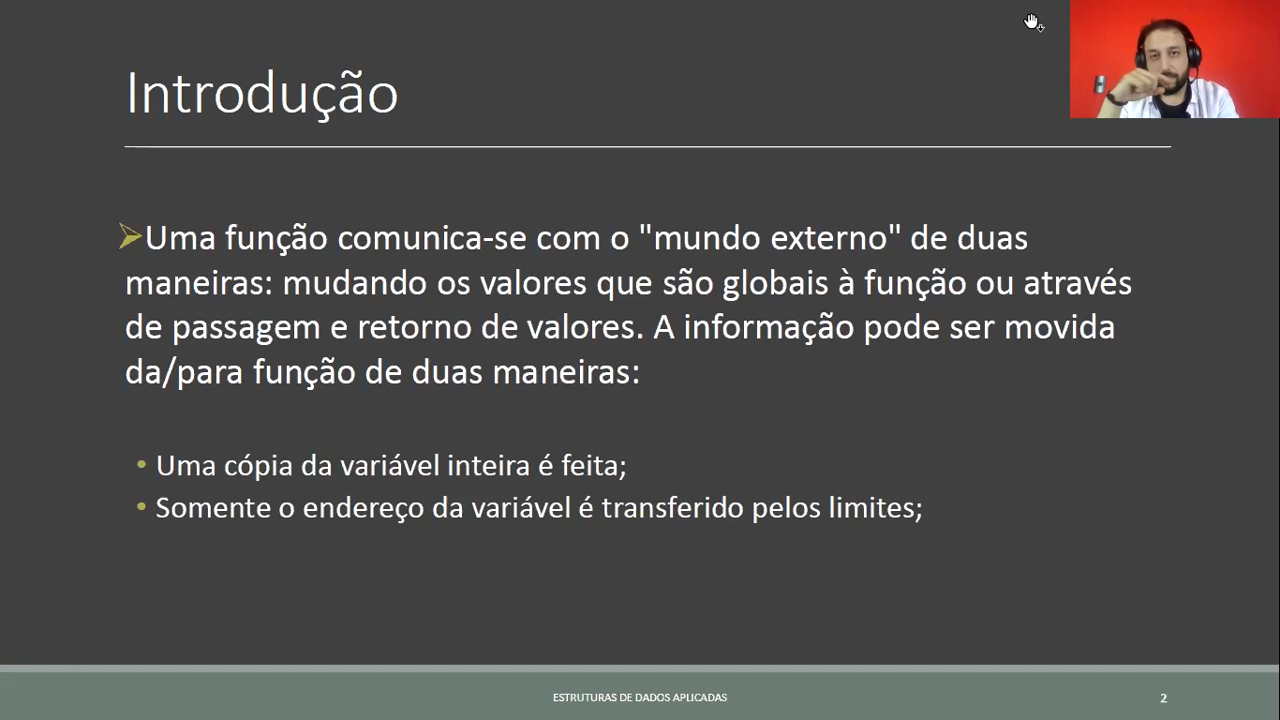 Introdução
Uma função comunica-se com o "mundo externo" de duas
maneiras: mudando os valores que são globais à função ou através
de passagem e retorno de valores. A informação pode ser movida
da/para função de duas maneiras:
• Uma cópia da variável inteira é feita;
• Somente o endereço da variável é transferido pelos limites;
ESTRUTURAS DE DADOS APLICADAS
2